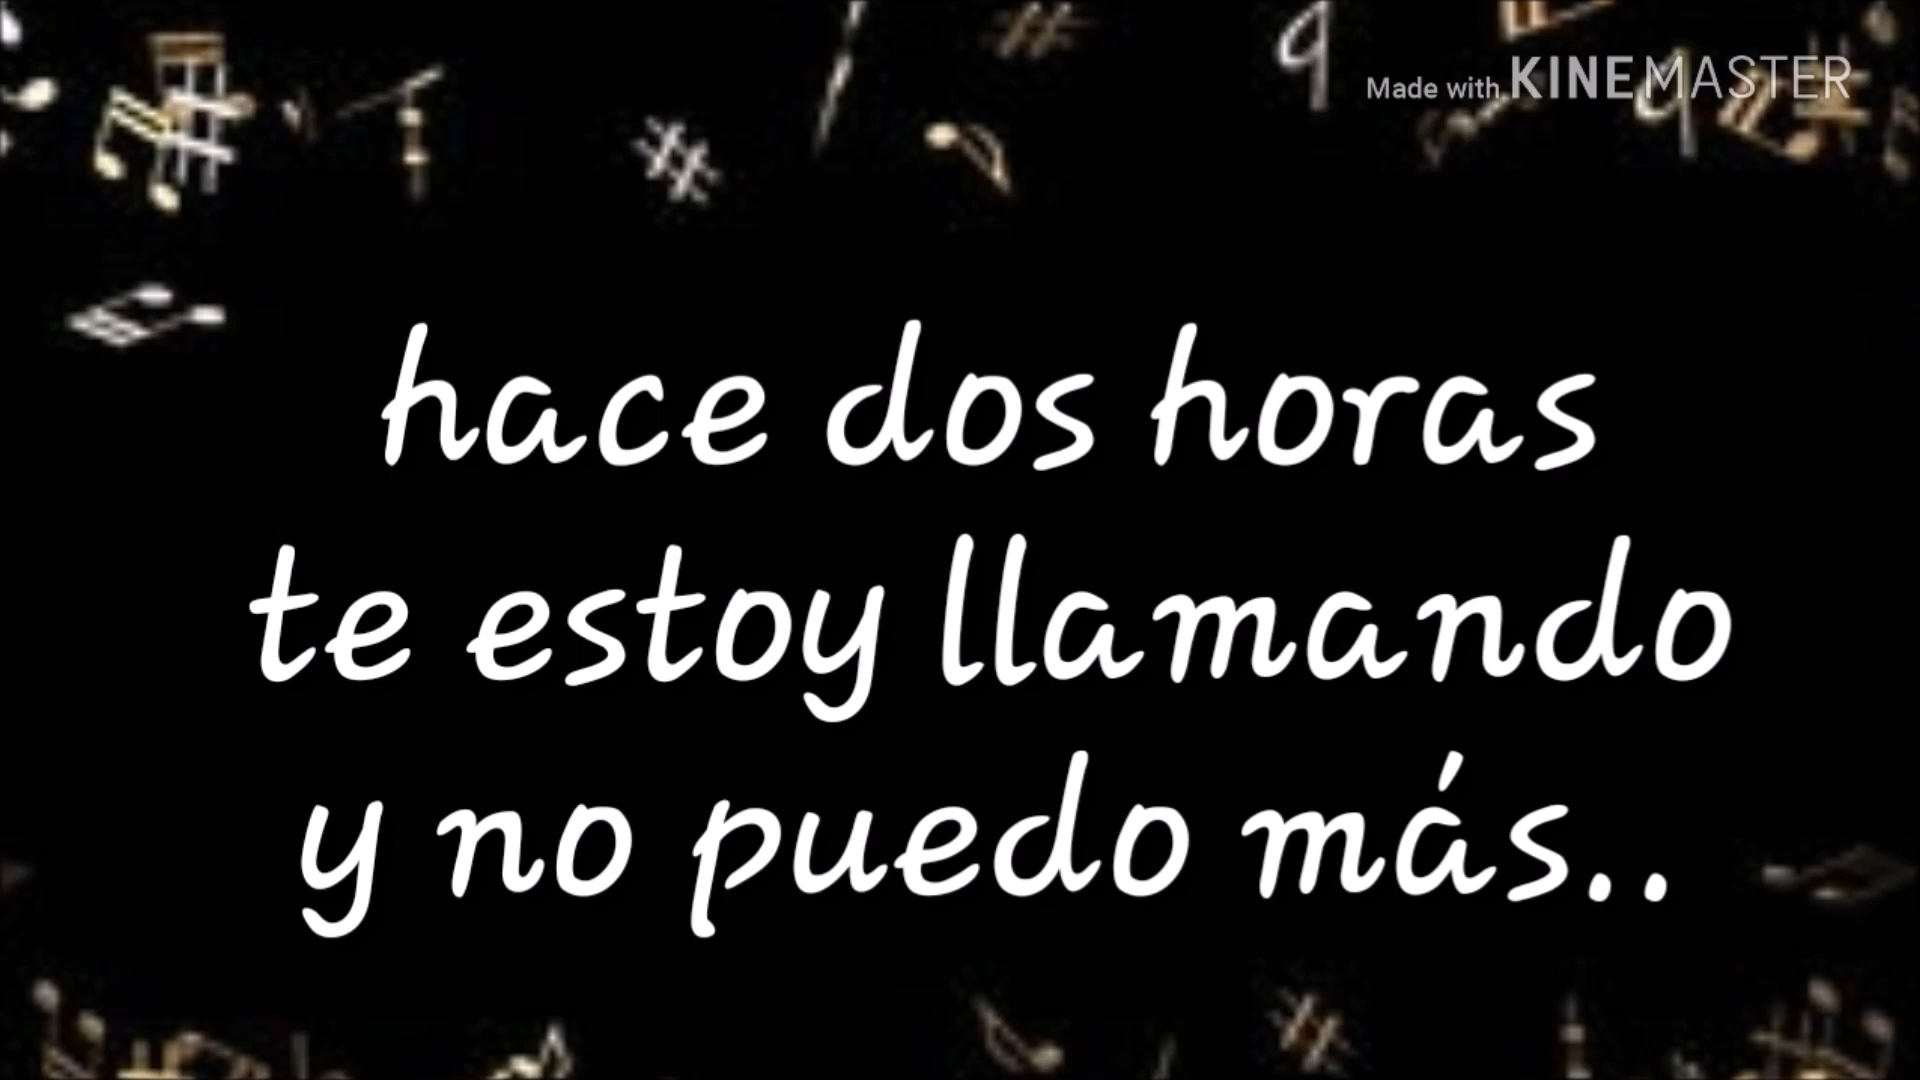 Made with KINEMASTER
hace dos horas
te estoy llamando
y no puedo más..